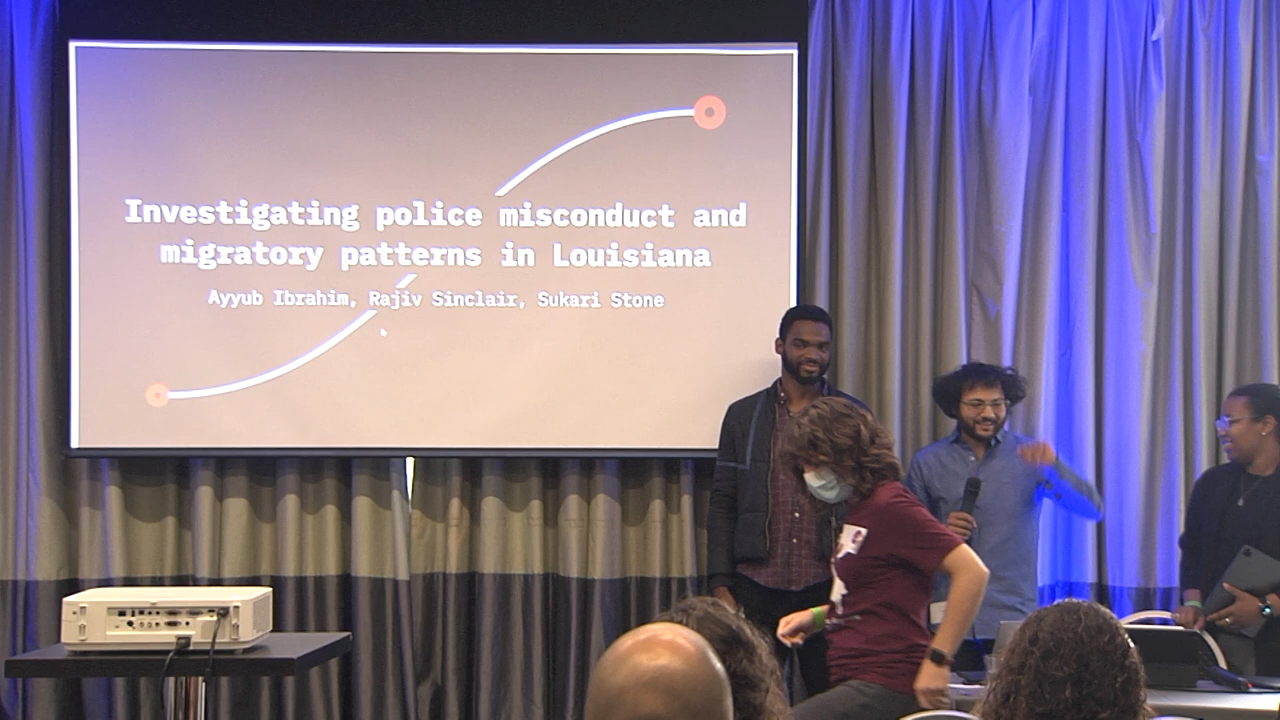 Investigating police misconduct and
migratory patterns in Louisiana
Ayyub Ibrahim, Rajiv Sinclair, Sukari Stone